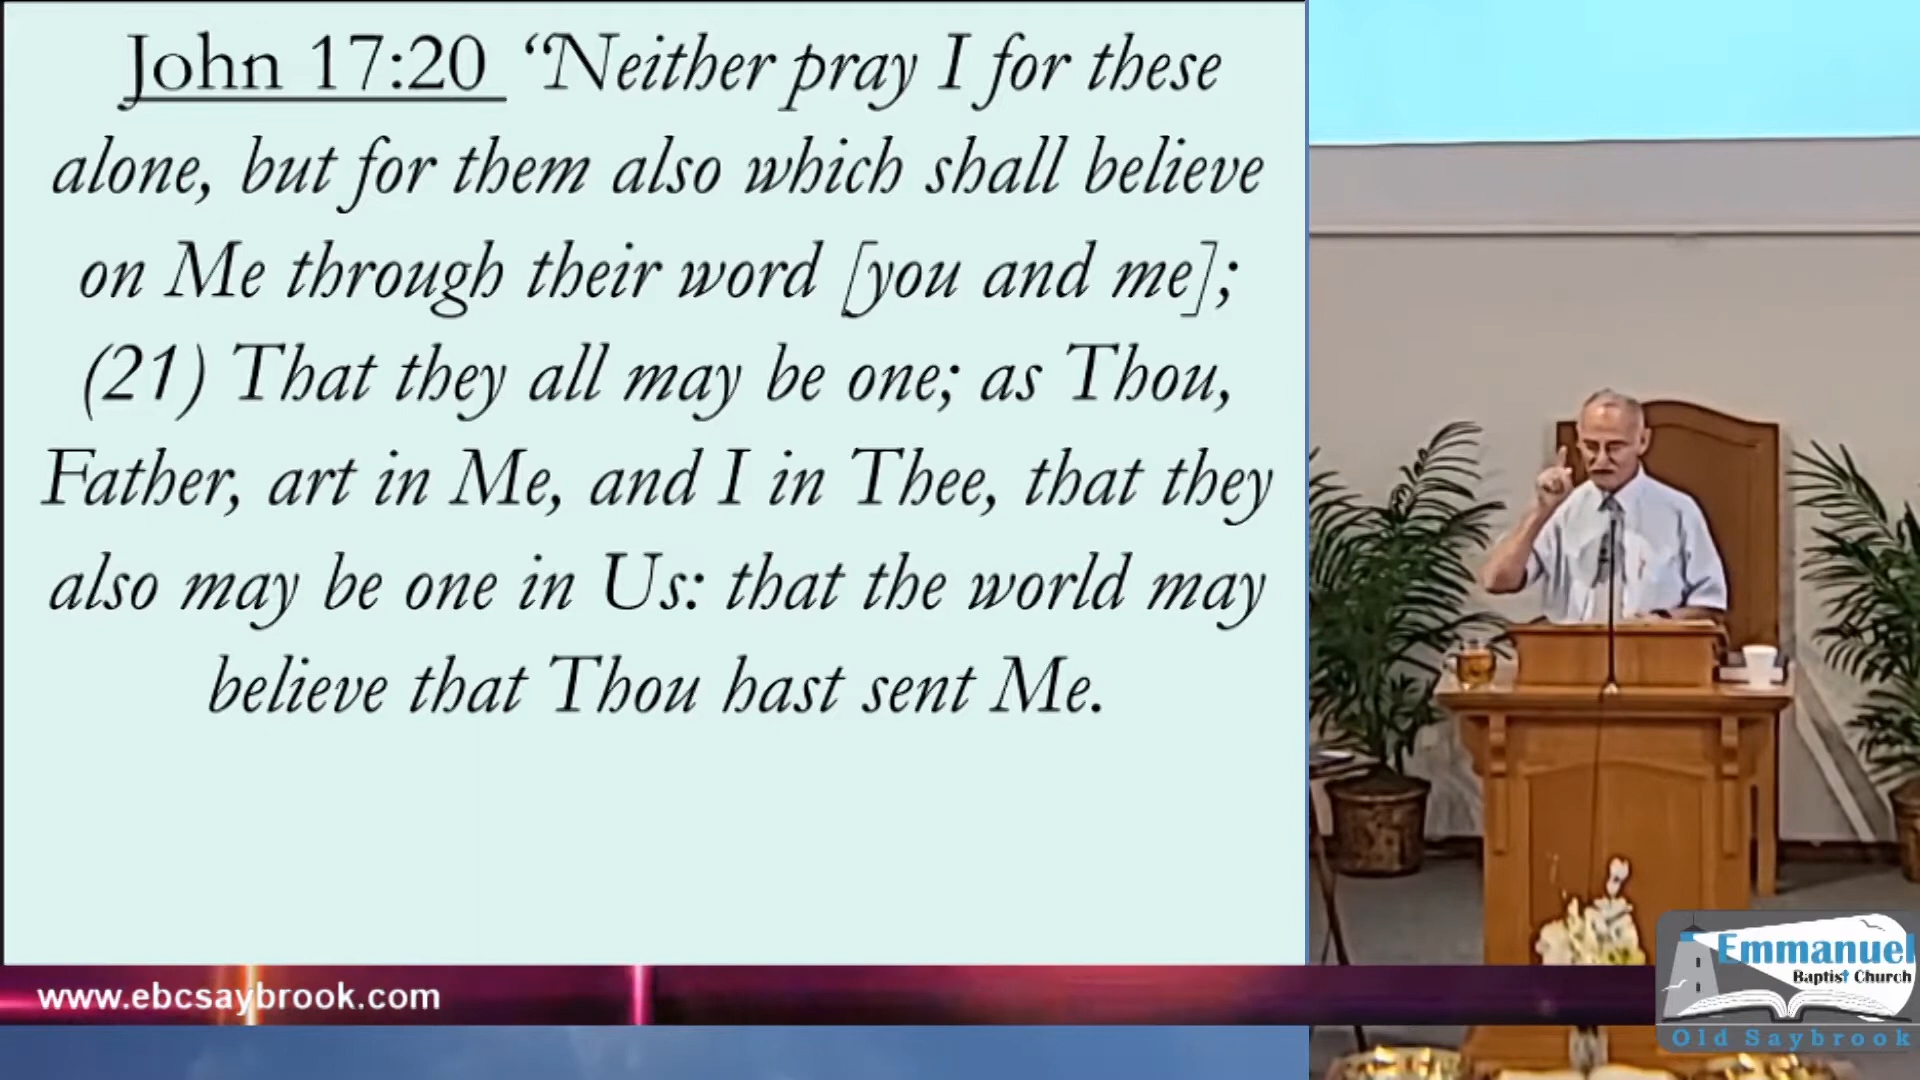 John 17:20 “Neither pray I for these
alone, but for them also which shall believe
on Me through their word [you and me];
(21) That they all may be one; as Thou,
Father, art in Me, and I in Thee, that they
also may be one in Us: that the world may
believe that Thou hast sent Me.
www.ebcsaybrook.com
Emmanuel
Baptist Church
Old Saybrook